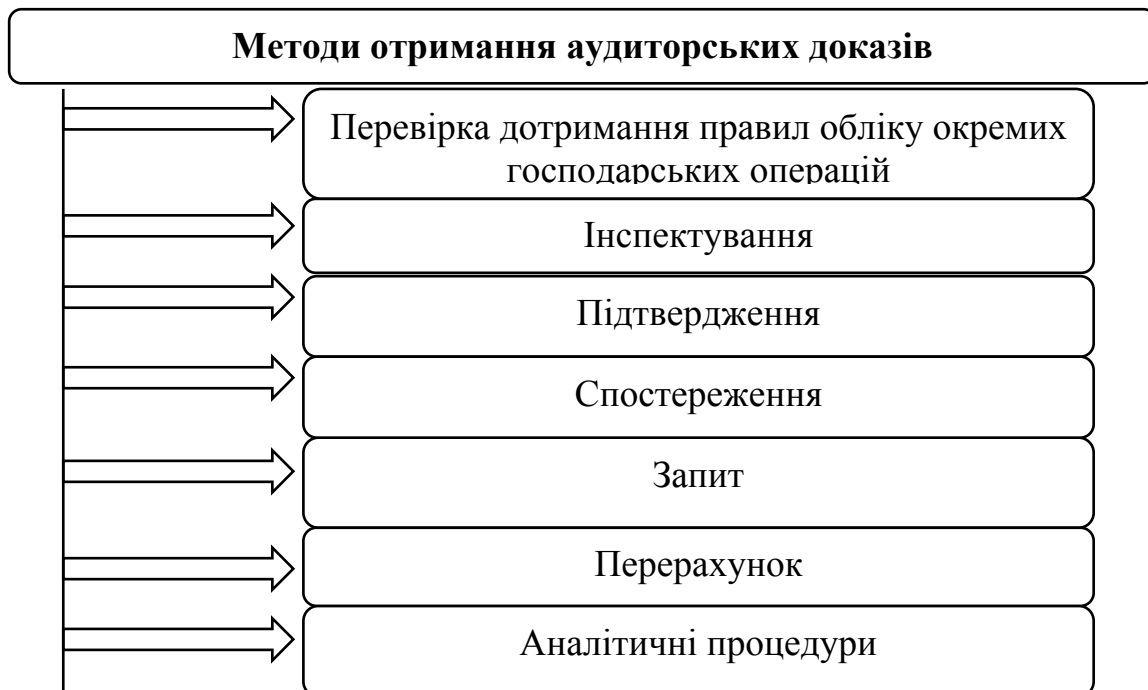 Методи отримання аудиторських доказів
Перевірка дотримання правил обліку окремих
господарських операцій
Інспектування
Підтвердження
Спостереження
Запит
Перерахунок
Аналітичні процедури